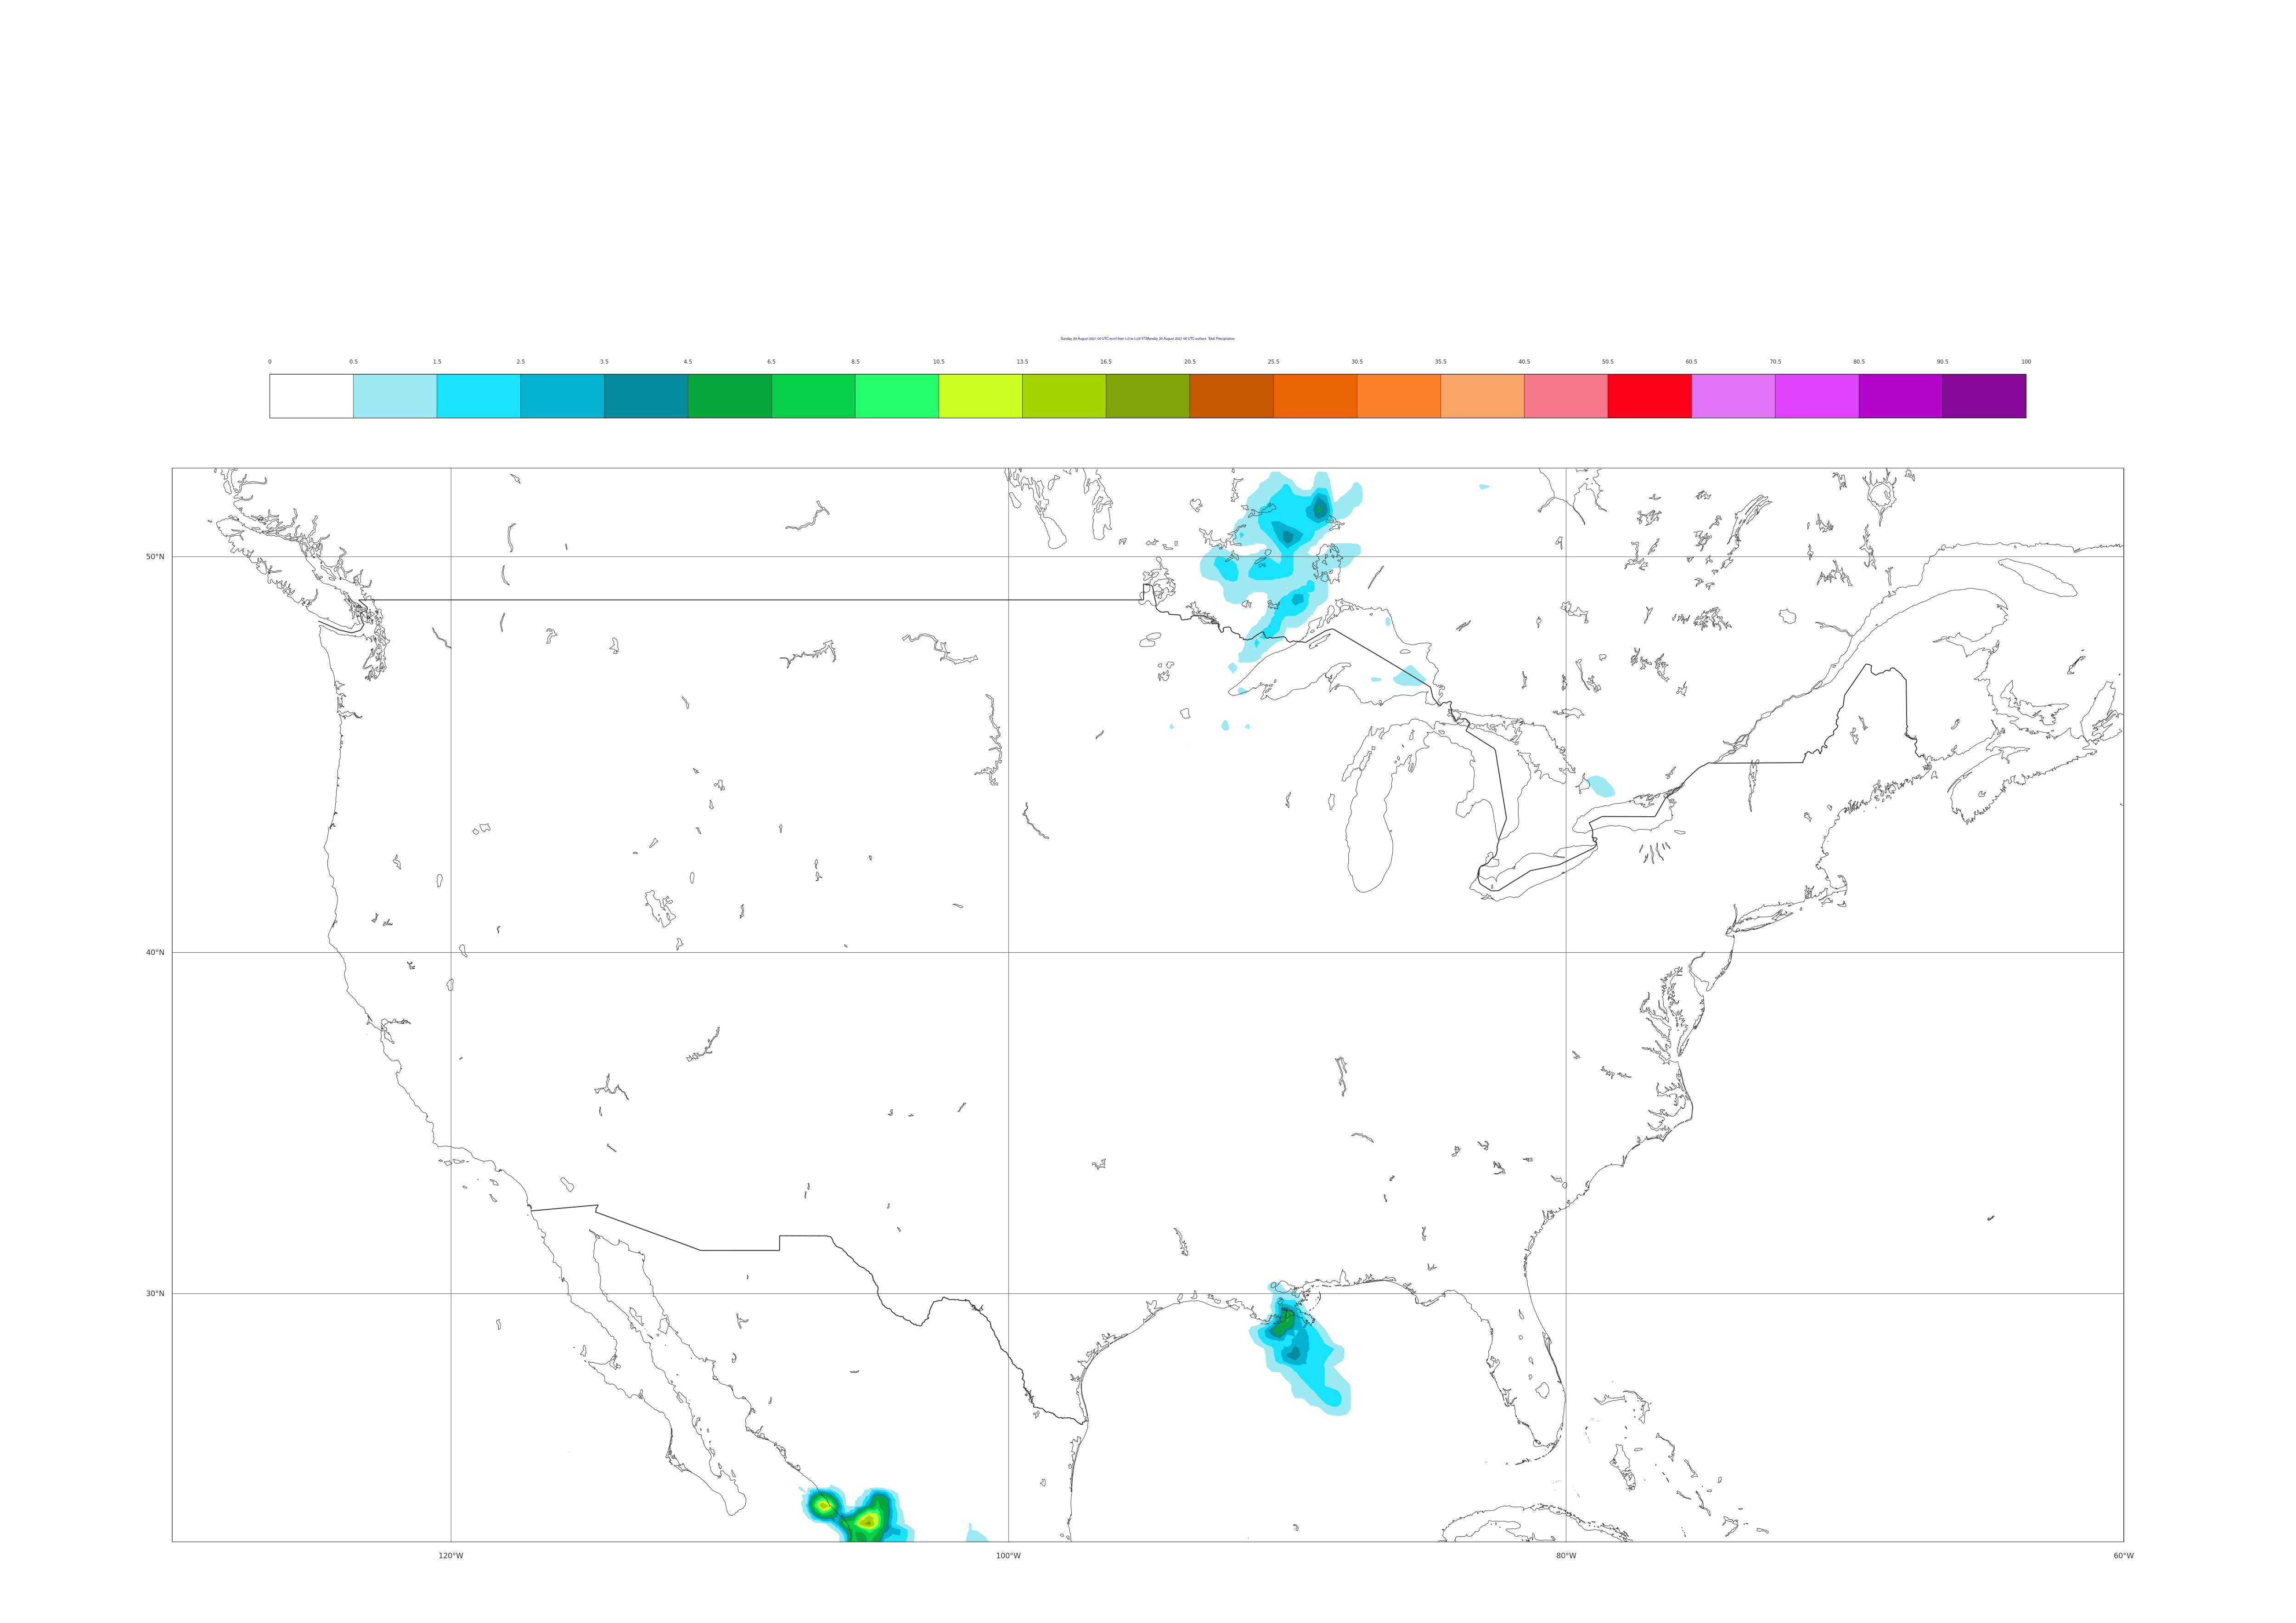 Sunday 29 August 2021 00 UTC ecmf t+24 VT:Monday 30 August 2021 00 UTC surface Total Precipitation
0 0.5 1.5 2.5 3.5 4.5 6.5 8.5 10.5 13.5 16.5 20.5 25.5 30.5 35.5 40.5 50.5 60.5 70.5 80.5 90.5 100
50°N
40°N
30°N
120°W 100°W 80°W 60°W